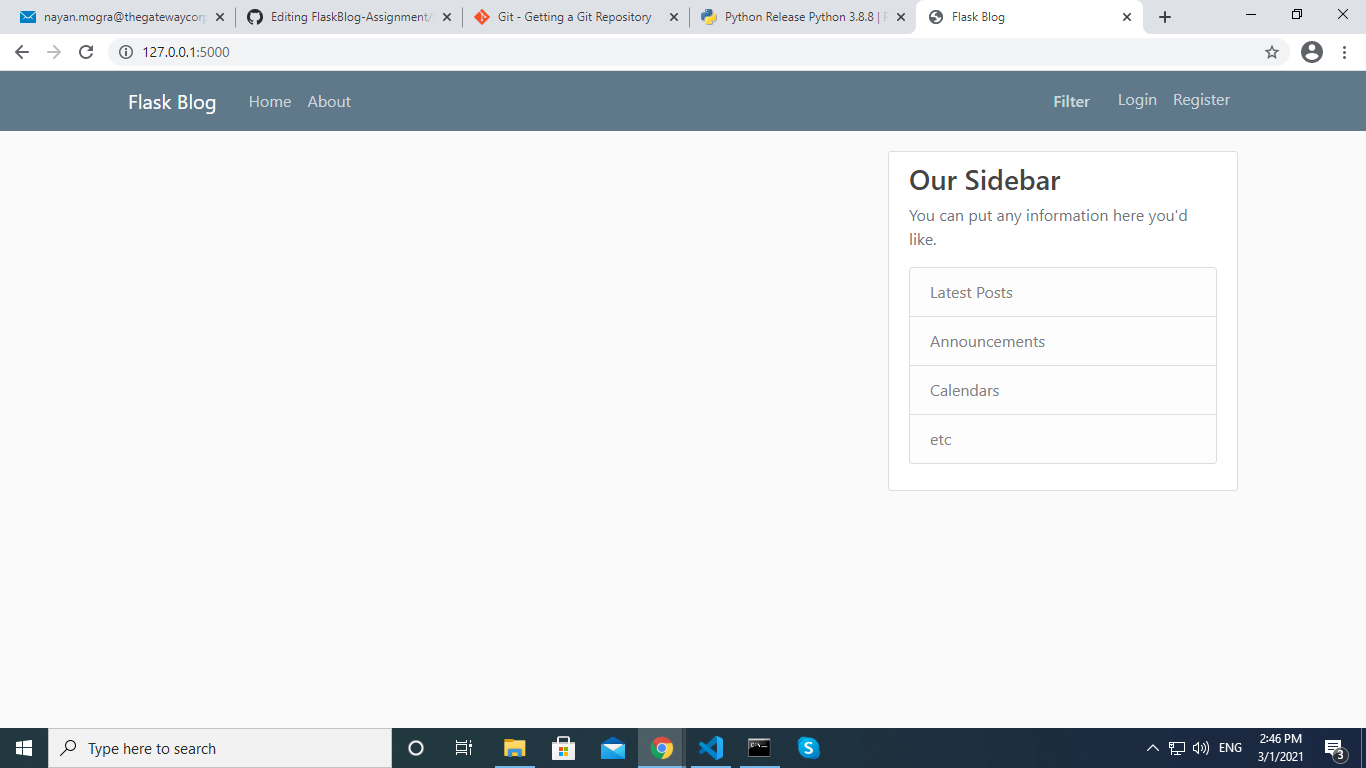 nayan.mogra@thegatewaycorp
Editing FlaskBlog-Assignment/
Git - Getting a Git Repository
Python Release Python 3.8.8 | P
Flask Blog
127.0.0.1:5000
Flask Blog
Home
About
Filter
Login
Register
Our Sidebar
You can put any information here you'd
like.
Latest Posts
Announcements
Calendars
etc
Type here to search
ENG
2:46 PM
3/1/2021
3